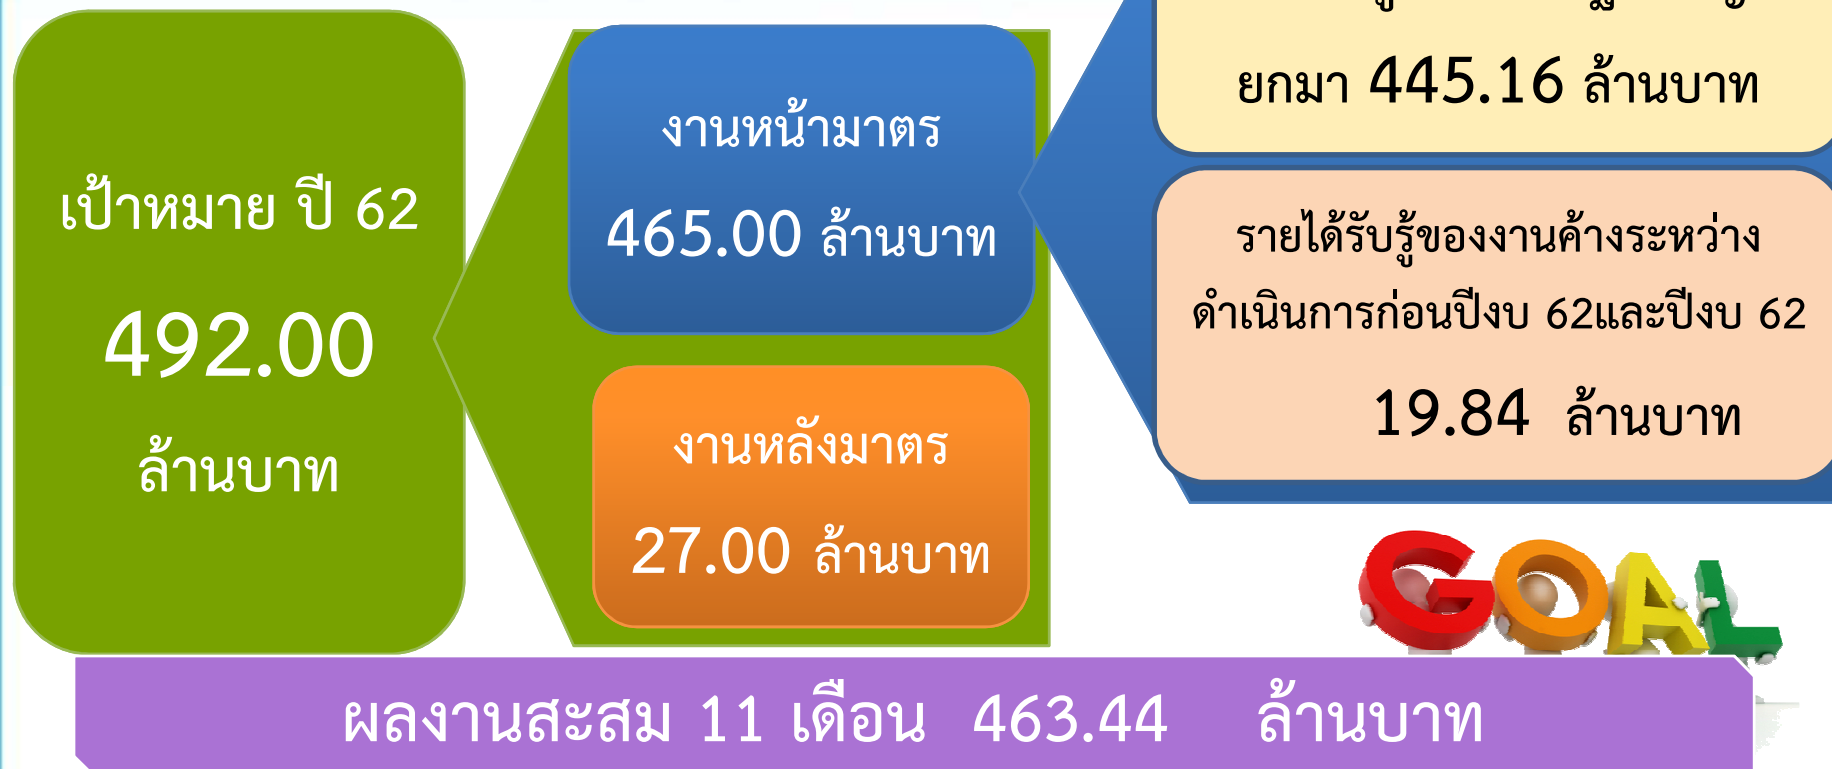 เป้าหมาย ปี 62
492.00
ล้านบาท
งานหน้ามาตร
465.00 ล้านบาท
งานหลังมาตร
27.00 ล้านบาท
ยกมา 445.16 ล้านบาท
รายได้รับรู้ของงานค้างระหว่าง
ดำเนินการก่อนปีงบ 62และปีงบ 62
19.84 ล้านบาท
GOAL
ผลงานสะสม 11 เดือน 463.44 ล้านบาท